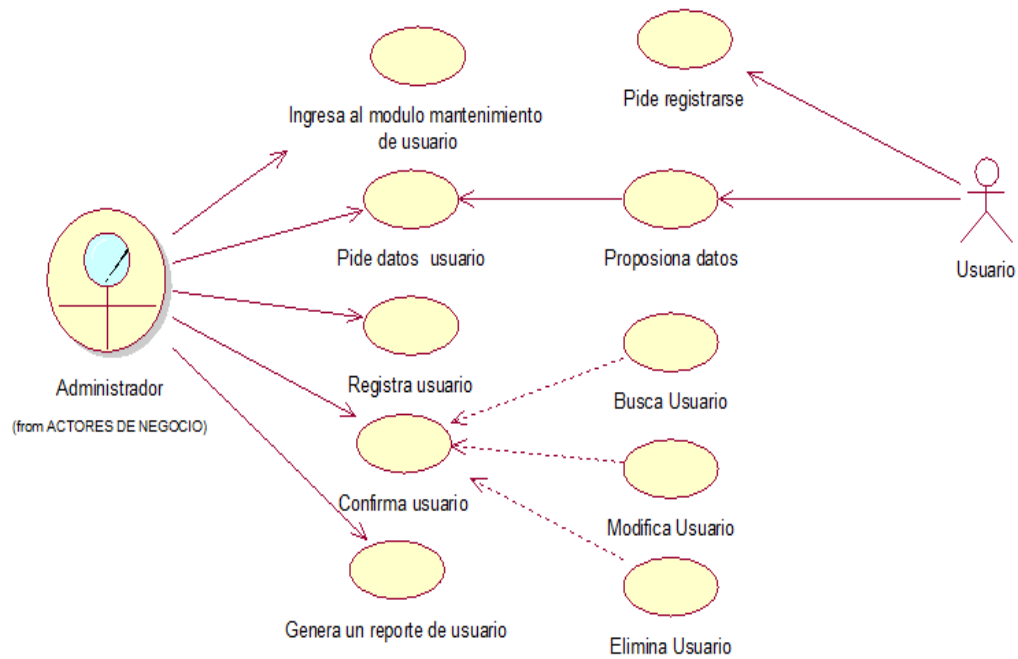 Ingresa al modulo mantenimiento
de usuario
Pide registrarse
Pide datos usuario
Proposiona datos
Usuario
Administrador
(from ACTORES DE NEGOCIO)
Registra usuario
Busca Usuario
Confirma usuario
Modifica Usuario
Genera un reporte de usuario
Elimina Usuario